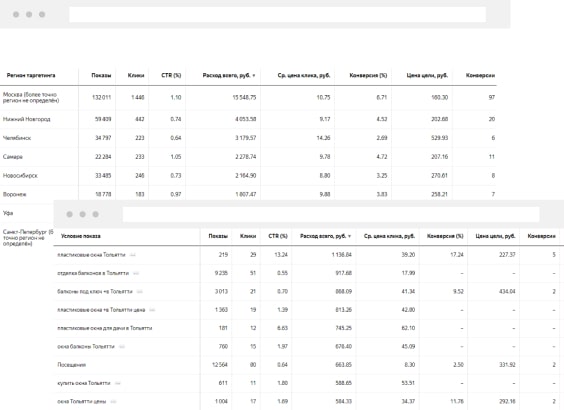 Регион таргетинга Показы Клики CTR (%) Расход всего, руб. ▼ Ср. цена клика, руб. Конверсия (%) Цена цели, руб. Конверсии
Москва (более точно
регион не определён) 132 011 1 446 1.10 15 548.75 10.75 6.71 160.30 97
Нижний Новгород 59 409 442 0.74 4 053.58 9.17 4.52 202.68 20
Челябинск 34 797 223 0.64 3 179.57 14.26 2.69 529.93 6
Самара 22 284 233 1.05 2 278.74 9.78 4.72 207.16 11
Новосибирск 33 485 246 0.73 2 164.90 8.80 3.25 270.61 8
Воронеж 18 778 183 0.97 1 807.47 9.88 3.83 258.21 7
Уфа
Санкт-Петербург (б
точно регион не
определён)
Условие показа Показы Клики CTR (%) Расход всего, руб. ▼ Ср. цена клика, руб. Конверсия (%) Цена цели, руб. Конверсии
пластиковые окна Тольятти 219 29 13.24 1 136.84 39.20 17.24 227.37 5
отделка балконов в Тольятти 9 235 51 0.55 917.68 17.99 – – –
балконы под ключ +в Тольятти 3 013 21 0.70 868.09 41.34 9.52 434.04 2
пластиковые окна +в Тольятти цена 1 363 19 1.39 813.26 42.80 – – –
пластиковые окна для дачи в Тольятти 181 12 6.63 745.25 62.10 – – –
окна балконы Тольятти 760 15 1.97 676.40 45.09 – – –
Посещения 12 564 80 0.64 663.85 8.30 2.50 331.92 2
купить окна Тольятти 611 11 1.80 588.65 53.51 – – –
окна Тольятти цены 1 004 17 1.69 584.33 34.37 11.76 292.16 2